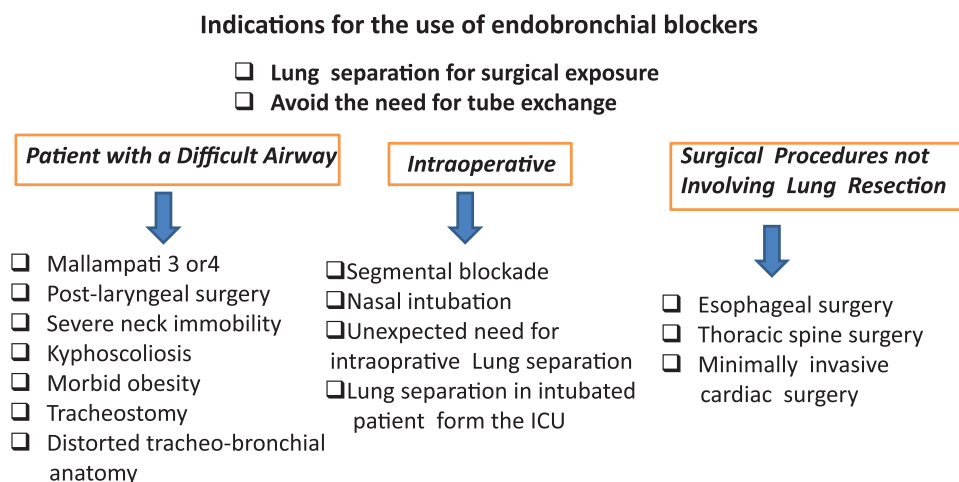 Indications for the use of endobronchial blockers
❑ Lung separation for surgical exposure
❑ Avoid the need for tube exchange
Patient with a Difficult Airway
❑ Mallampati 3 or4
❑ Post-laryngeal surgery
❑ Severe neck immobility
❑ Kyphoscoliosis
❑ Morbid obesity
❑ Tracheostomy
❑ Distorted tracheo-bronchial
anatomy
Intraoperative
❑Segmental blockade
❑Nasal intubation
❑Unexpected need for
intraoprative Lung separation
❑Lung separation in intubated
patient form the ICU
Surgical Procedures not
Involving Lung Resection
❑ Esophageal surgery
❑ Thoracic spine surgery
❑ Minimally invasive
cardiac surgery